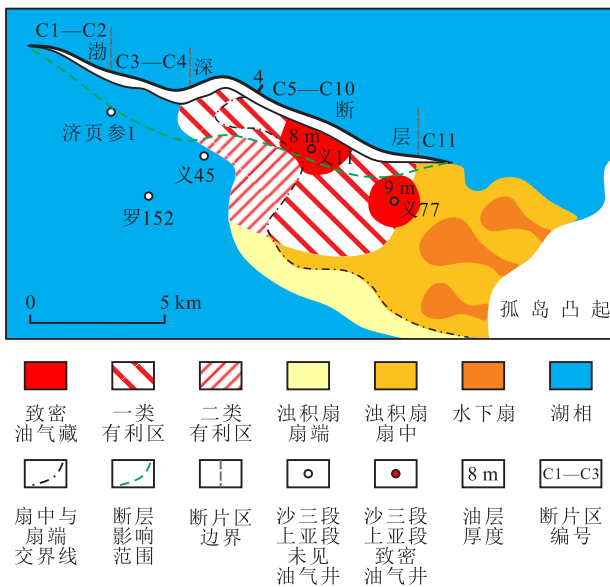 C1—C2
渤
C3—C4
深
4
C5—C10
断
层
C11
济页参1
8 m
义11
义45
9 m
义77
罗152
0
5 km
孤岛凸起
致密
油气藏
一类
有利区
二类
有利区
浊积扇
扇端
浊积扇
扇中
水下扇
湖相
扇中与
扇端
交界线
断层
影响
范围
断片区
边界
沙三段
上亚段
未见
油气井
沙三段
上亚段
致密
油气井
8 m
油层
厚度
C1—C3
断片区
编号